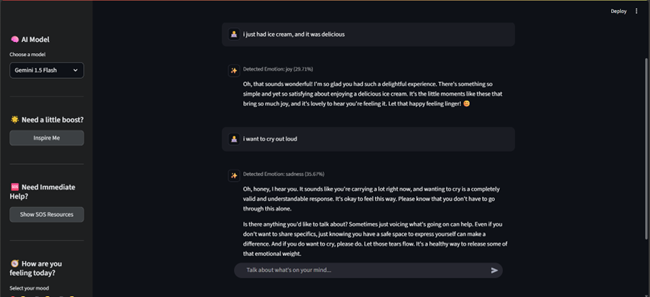 Deploy
AI Model
Choose a model
Gemini 1.5 Flash
Need a little boost?
Inspire Me
Need Immediate
Help?
Show SOS Resources
How are you
feeling today?
Select your mood
i just had ice cream, and it was delicious
Detected Emotion: joy (29.71%)
Oh, that sounds wonderful! I'm so glad you had such a delightful experience. There's something so
simple and yet so satisfying about enjoying a delicious ice cream. It's the little moments like these that
bring so much joy, and it's lovely to hear you're feeling it. Let that happy feeling linger!
i want to cry out loud
Detected Emotion: sadness (35.87%)
Oh, honey, I hear you. It sounds like you're carrying a lot right now, and wanting to cry is a completely
valid and understandable response. It's okay to feel this way. Please know that you don't have to go
through this alone.
Is there anything you'd like to talk about? Sometimes just voicing what's going on can help. Even if you
don't want to share specifics, just knowing you have a safe space to express yourself can make a
difference. And if you do want to cry, please do. Let those tears flow. It's a healthy way to release some of
that emotional weight.
Talk about what's on your mind...